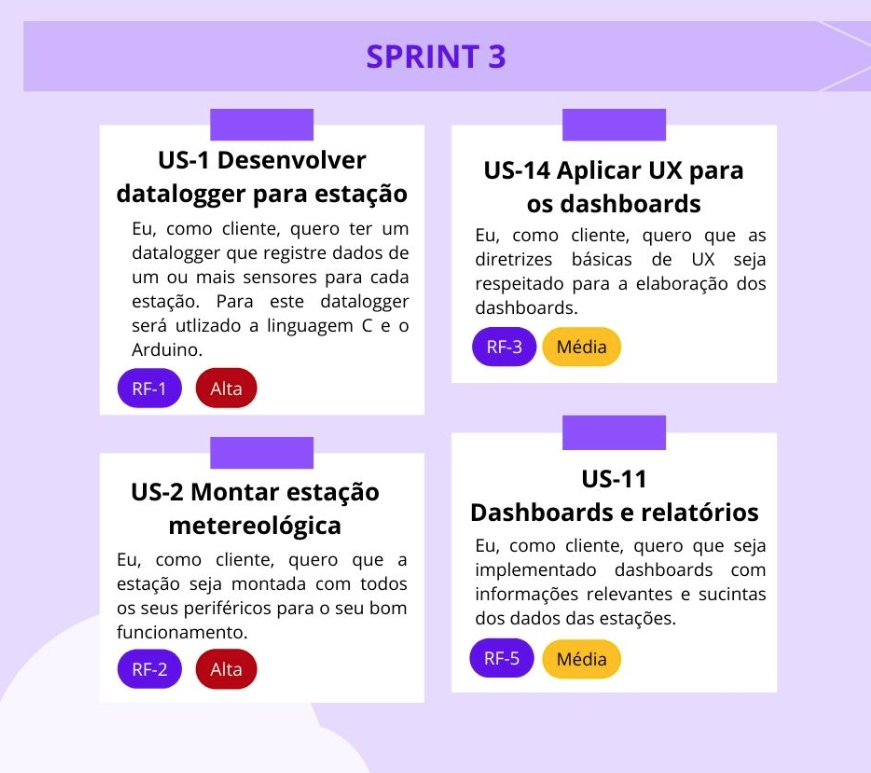 SPRINT 3
US-1 Desenvolver
datalogger para estação
Eu, como cliente, quero ter um
datalogger que registre dados de
um ou mais sensores para cada
estação. Para este datalogger
será utlizado a linguagem C e o
Arduino.
RF-1 Alta
US-2 Montar estação
metereológica
Eu, como cliente, quero que a
estação seja montada com todos
os seus periféricos para o seu bom
funcionamento.
RF-2 Alta
US-14 Aplicar UX para
os dashboards
Eu, como cliente, quero que as
diretrizes básicas de UX seja
respeitado para a elaboração dos
dashboards.
RF-3 Média
US-11
Dashboards e relatórios
Eu, como cliente, quero que seja
implementado dashboards com
informações relevantes e sucintas
dos dados das estações.
RF-5 Média